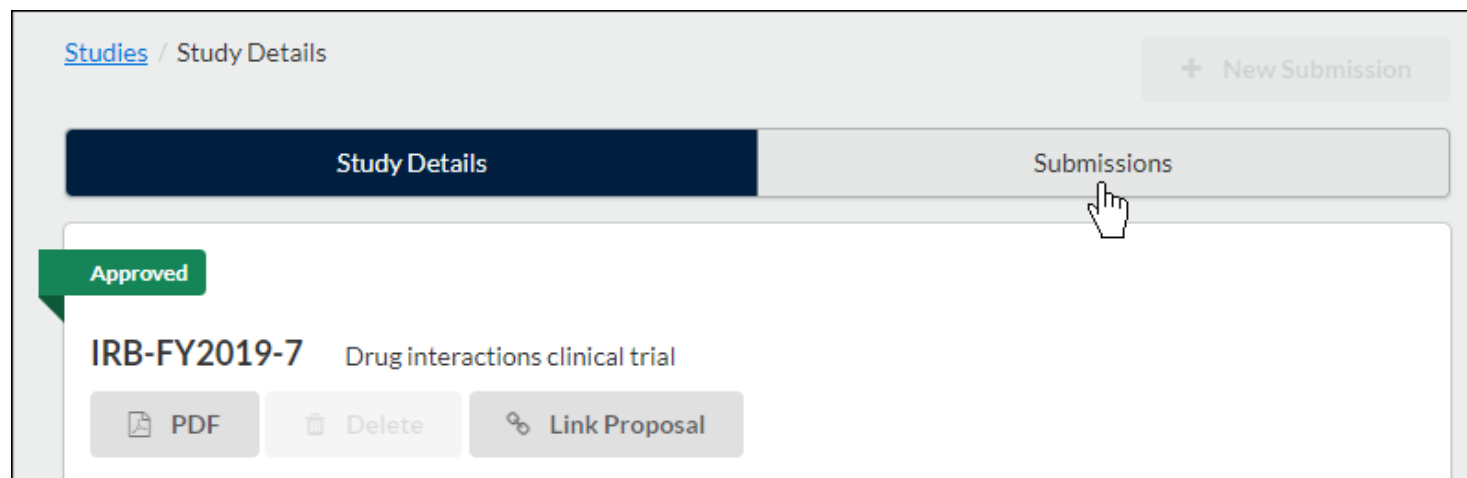 Studies / Study Details
+ New Submission
Study Details
Submissions
Approved
IRB-FY2019-7 Drug interactions clinical trial
PDF
Delete
Link Proposal